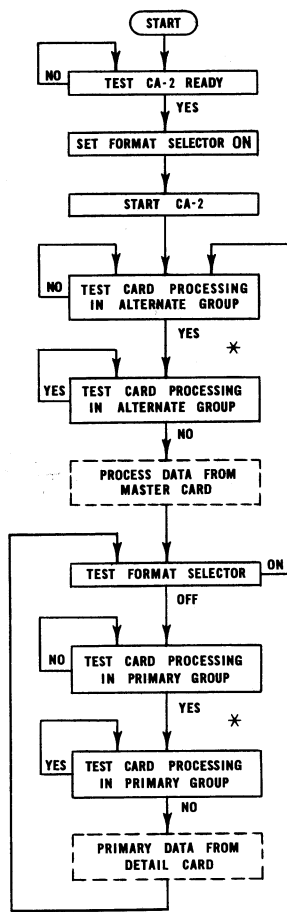 START
NO
TEST CA-2 READY
YES
SET FORMAT SELECTOR ON
START CA-2
NO
TEST CARD PROCESSING
IN ALTERNATE GROUP
YES
*
YES
TEST CARD PROCESSING
IN ALTERNATE GROUP
NO
PROCESS DATA FROM
MASTER CARD
TEST FORMAT SELECTOR
ON
OFF
NO
TEST CARD PROCESSING
IN PRIMARY GROUP
YES
*
YES
TEST CARD PROCESSING
IN PRIMARY GROUP
NO
PRIMARY DATA FROM
DETAIL CARD